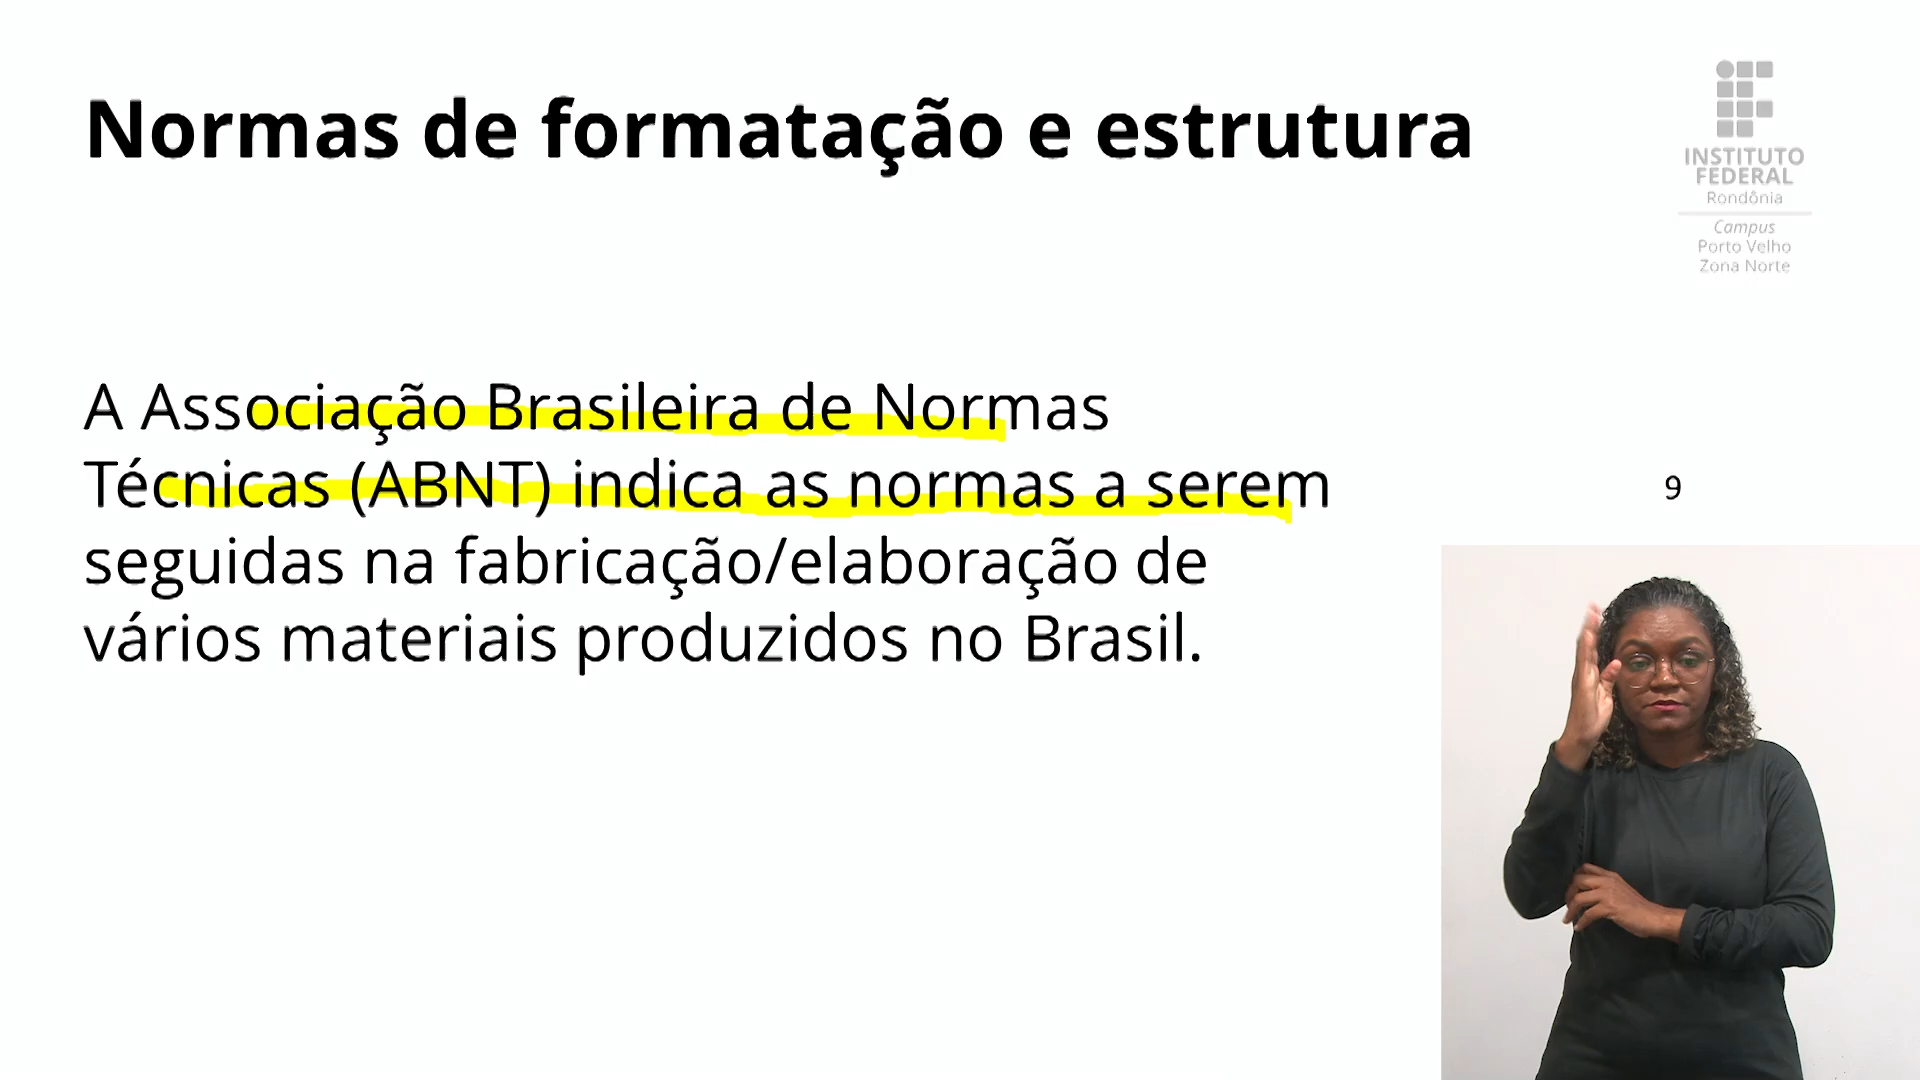 Normas de formatação e estrutura
INSTITUTO
FEDERAL
Rondônia
Campus
Porto Velho
Zona Norte
A Associação Brasileira de Normas
Técnicas (ABNT) indica as normas a serem
seguidas na fabricação/elaboração de
vários materiais produzidos no Brasil.
9